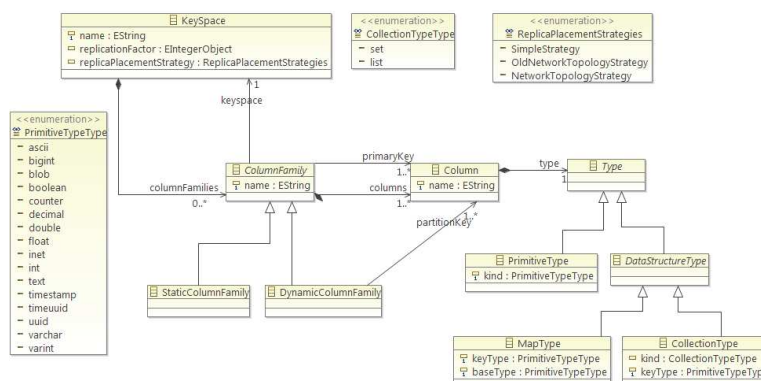 KeySpace
name : EString
replicationFactor : EIntegerObject
replicaPlacementStrategy : ReplicaPlacementStrategies
<<enumeration>>
CollectionTypeType
set
list
<<enumeration>>
ReplicaPlacementStrategies
SimpleStrategy
OldNetworkTopologyStrategy
NetworkTopologyStrategy
1
keyspace
<<enumeration>>
PrimitiveTypeType
ascii
bigint
blob
boolean
counter
decimal
double
float
inet
int
text
timestamp
timeuuid
uuid
varchar
varint
columnFamilies
0..*
ColumnFamily
name : EString
primaryKey
1..*
columns
1..*
Column
name : EString
type
1
Type
partitionKey
1..*
StaticColumnFamily
DynamicColumnFamily
PrimitiveType
kind : PrimitiveTypeType
DataStructureType
MapType
keyType : PrimitiveTypeType
baseType : PrimitiveTypeType
CollectionType
kind : CollectionTypeType
keyType : PrimitiveTyp